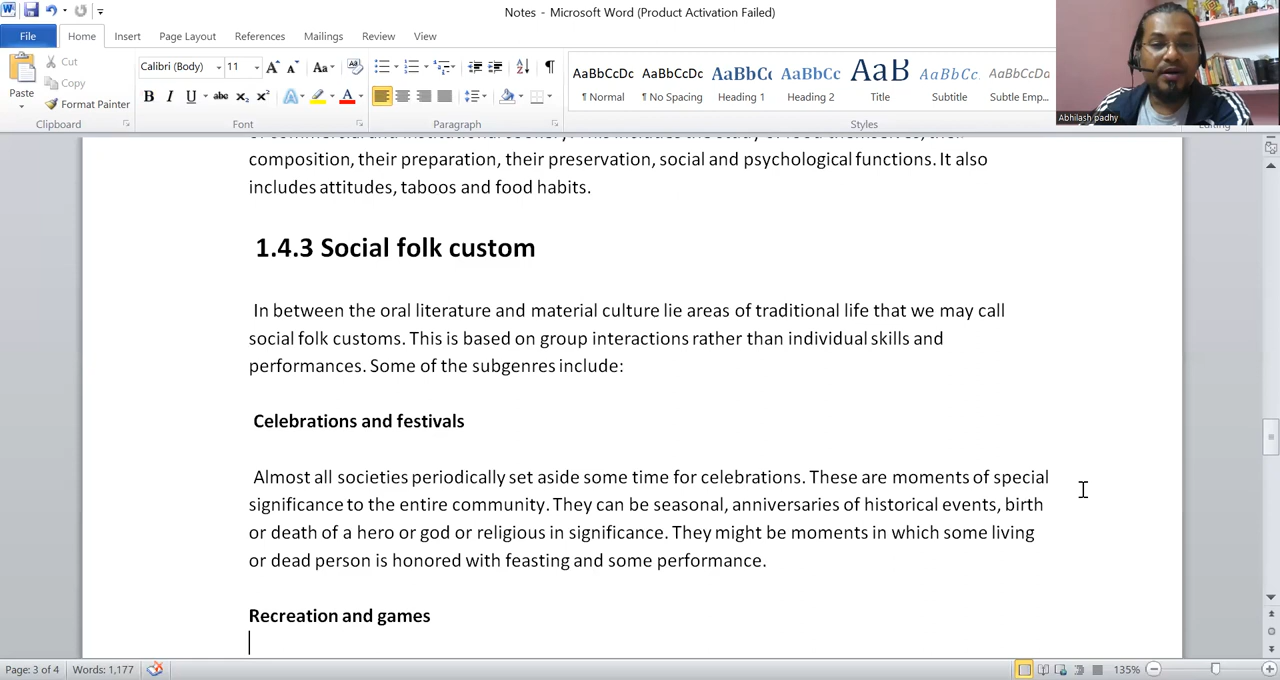 Notes - Microsoft Word (Product Activation Failed)
File Home Insert Page Layout References Mailings Review View
Paste Cut Copy Format Painter
Calibri (Body) 11
AaBbCcDc AaBbCcDc AaBbCc AaBbCc AaB AaBbCc. AaBbCcDc
¶ Normal ¶ No Spacing Heading 1 Heading 2 Title Subtitle Subtle Emp...
Clipboard Font Paragraph Styles Editing
Abhilash padhy
composition, their preparation, their preservation, social and psychological functions. It also
includes attitudes, taboos and food habits.
1.4.3 Social folk custom
In between the oral literature and material culture lie areas of traditional life that we may call
social folk customs. This is based on group interactions rather than individual skills and
performances. Some of the subgenres include:
Celebrations and festivals
Almost all societies periodically set aside some time for celebrations. These are moments of special
significance to the entire community. They can be seasonal, anniversaries of historical events, birth
or death of a hero or god or religious in significance. They might be moments in which some living
or dead person is honored with feasting and some performance.
Recreation and games
Page: 3 of 4 Words: 1,177 135%